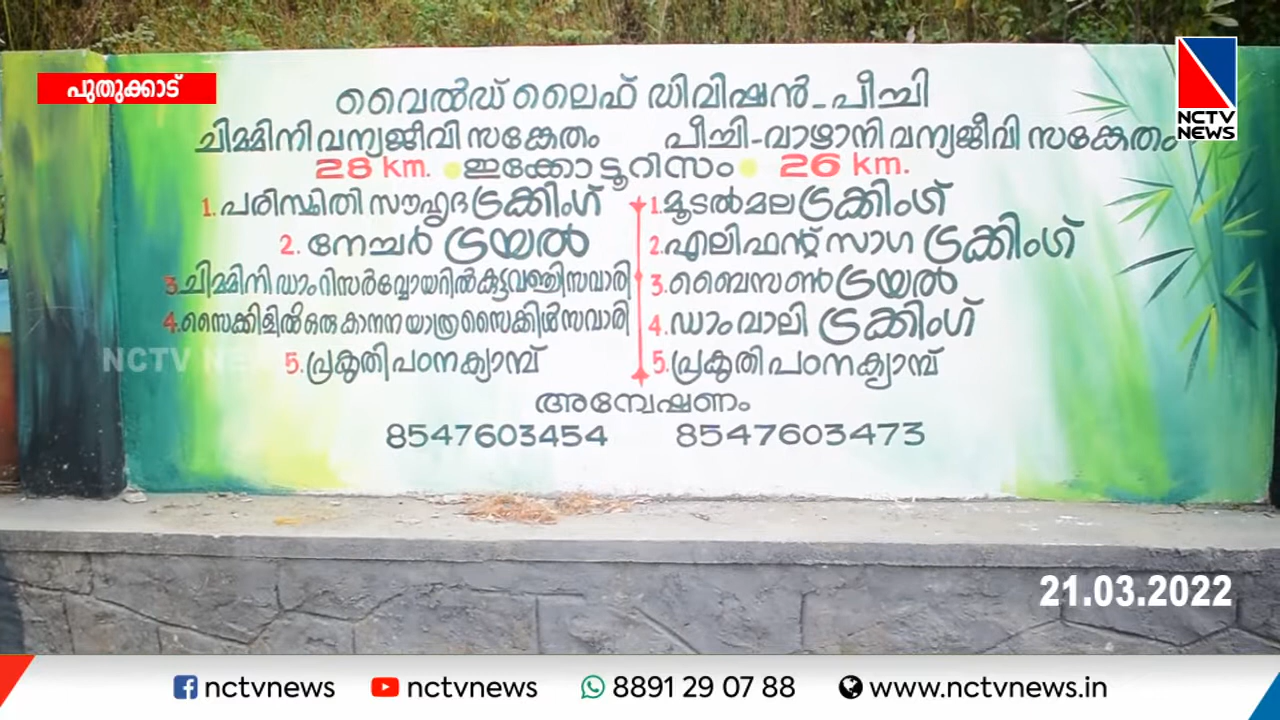 പുതുക്കാട്
NCTV
NEWS
വൈൽഡ് ലൈഫ് ഡിവിഷൻ - പീച്ചി
ചിമ്മിനി വന്യജീവി സങ്കേതം പീച്ചി-വാഴാനി വന്യജീവി സങ്കേതം
28 km. ഇക്കോ ടൂറിസം 26 km.
1. പരിസ്ഥിതി സൗഹൃദ ട്രക്കിംഗ് 1. മൂടൽമല ട്രക്കിംഗ്
2. നേച്ചർ ട്രയൽ 2. എലിഫന്റ് സാഗ ട്രക്കിംഗ്
3. ചിമ്മിനി ഡാം റിസർവ്വോയറിൽ കുട്ടവഞ്ചി സവാരി 3. ബൈസൺ ട്രയൽ
4. സൈക്കിളിൽ ഒരു കാനന യാത്ര സൈക്കിൾ സവാരി 4. ഡാം വാലി ട്രക്കിംഗ്
5. പ്രകൃതി പഠന ക്യാമ്പ് 5. പ്രകൃതി പഠന ക്യാമ്പ്
NCTV NE
അന്വേഷണം
8547603454 8547603473
21.03.2022
nctvnews nctvnews 8891 29 07 88 www.nctvnews.in